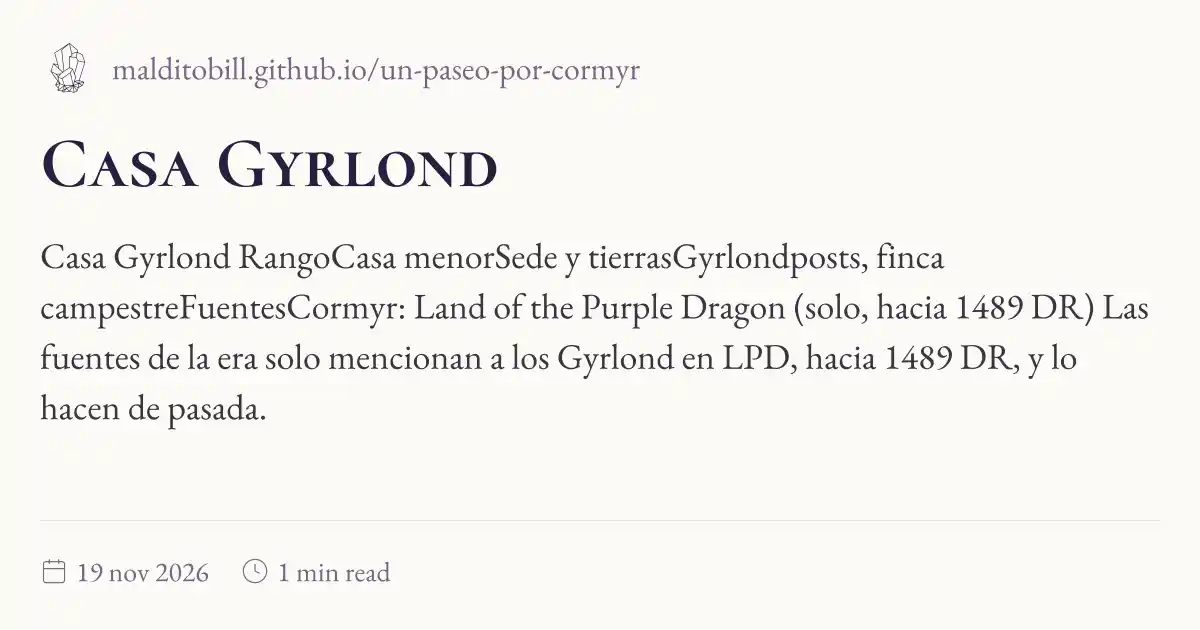 malditobill.github.io/un-paseo-por-cormyr
Casa Gyrlond
Casa Gyrlond RangoCasa menorSede y tierrasGyrlondposts, finca
campestreFuentesCormyr: Land of the Purple Dragon (solo, hacia 1489 DR) Las
fuentes de la era solo mencionan a los Gyrlond en LPD, hacia 1489 DR, y lo
hacen de pasada.
19 nov 2026
1 min read